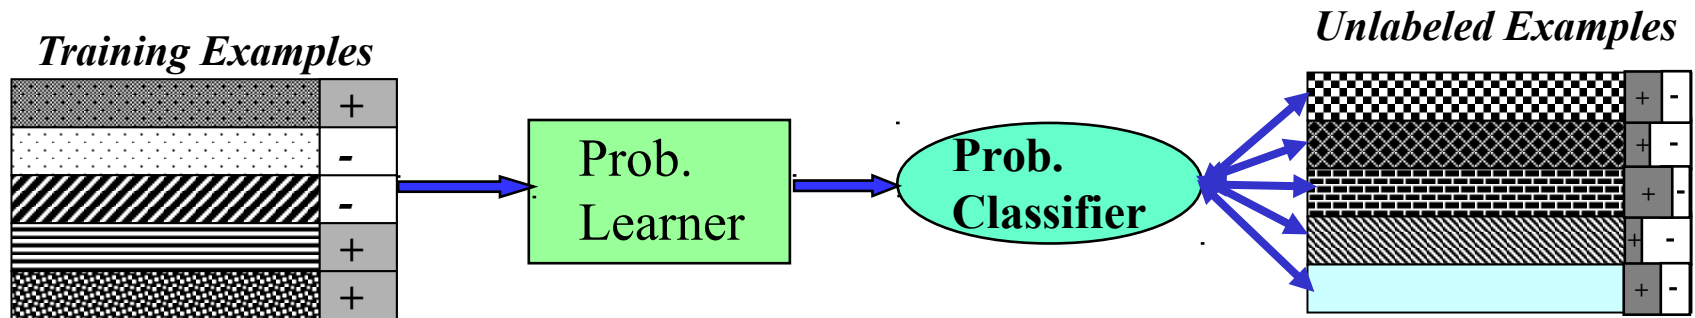 Training Examples
+
-
-
+
+
Prob.
Learner
Prob.
Classifier
Unlabeled Examples
+ -
+ -
+ -
+ -
+ -